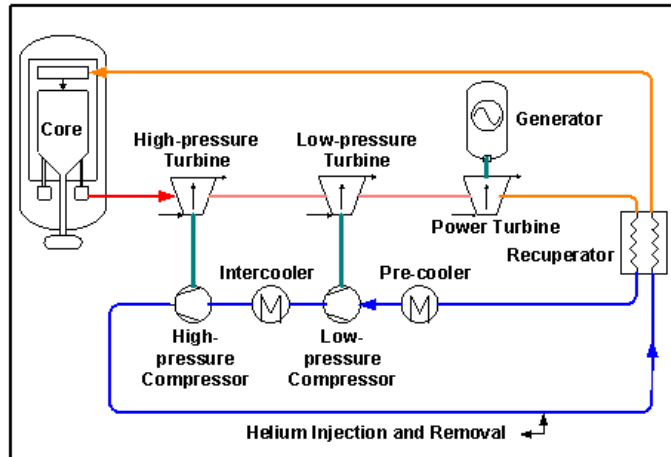 Core
High-pressure
Turbine
Low-pressure
Turbine
Generator
Power Turbine
Recuperator
Intercooler
Pre-cooler
High-
pressure
Compressor
Low-
pressure
Compressor
Helium Injection and Removal